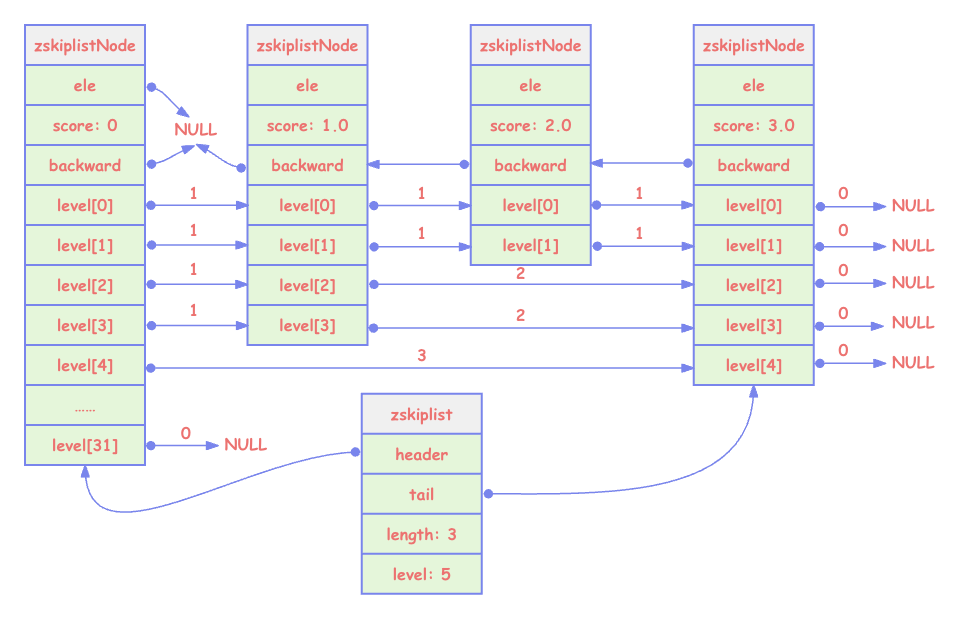 zskiplistNode zskiplistNode zskiplistNode zskiplistNode
ele ele ele ele
score: 0 NULL score: 1.0 score: 2.0 score: 3.0
backward backward backward backward
level[0] 1 level[0] 1 level[0] 1 level[0] 0 NULL
level[1] 1 level[1] 1 level[1] 1 level[1] 0 NULL
level[2] 1 level[2] 2 level[2] 0 NULL
level[3] 1 level[3] 2 level[3] 0 NULL
level[4] 3 level[4] 0 NULL
......
level[31] 0 NULL
zskiplist
header
tail
length: 3
level: 5